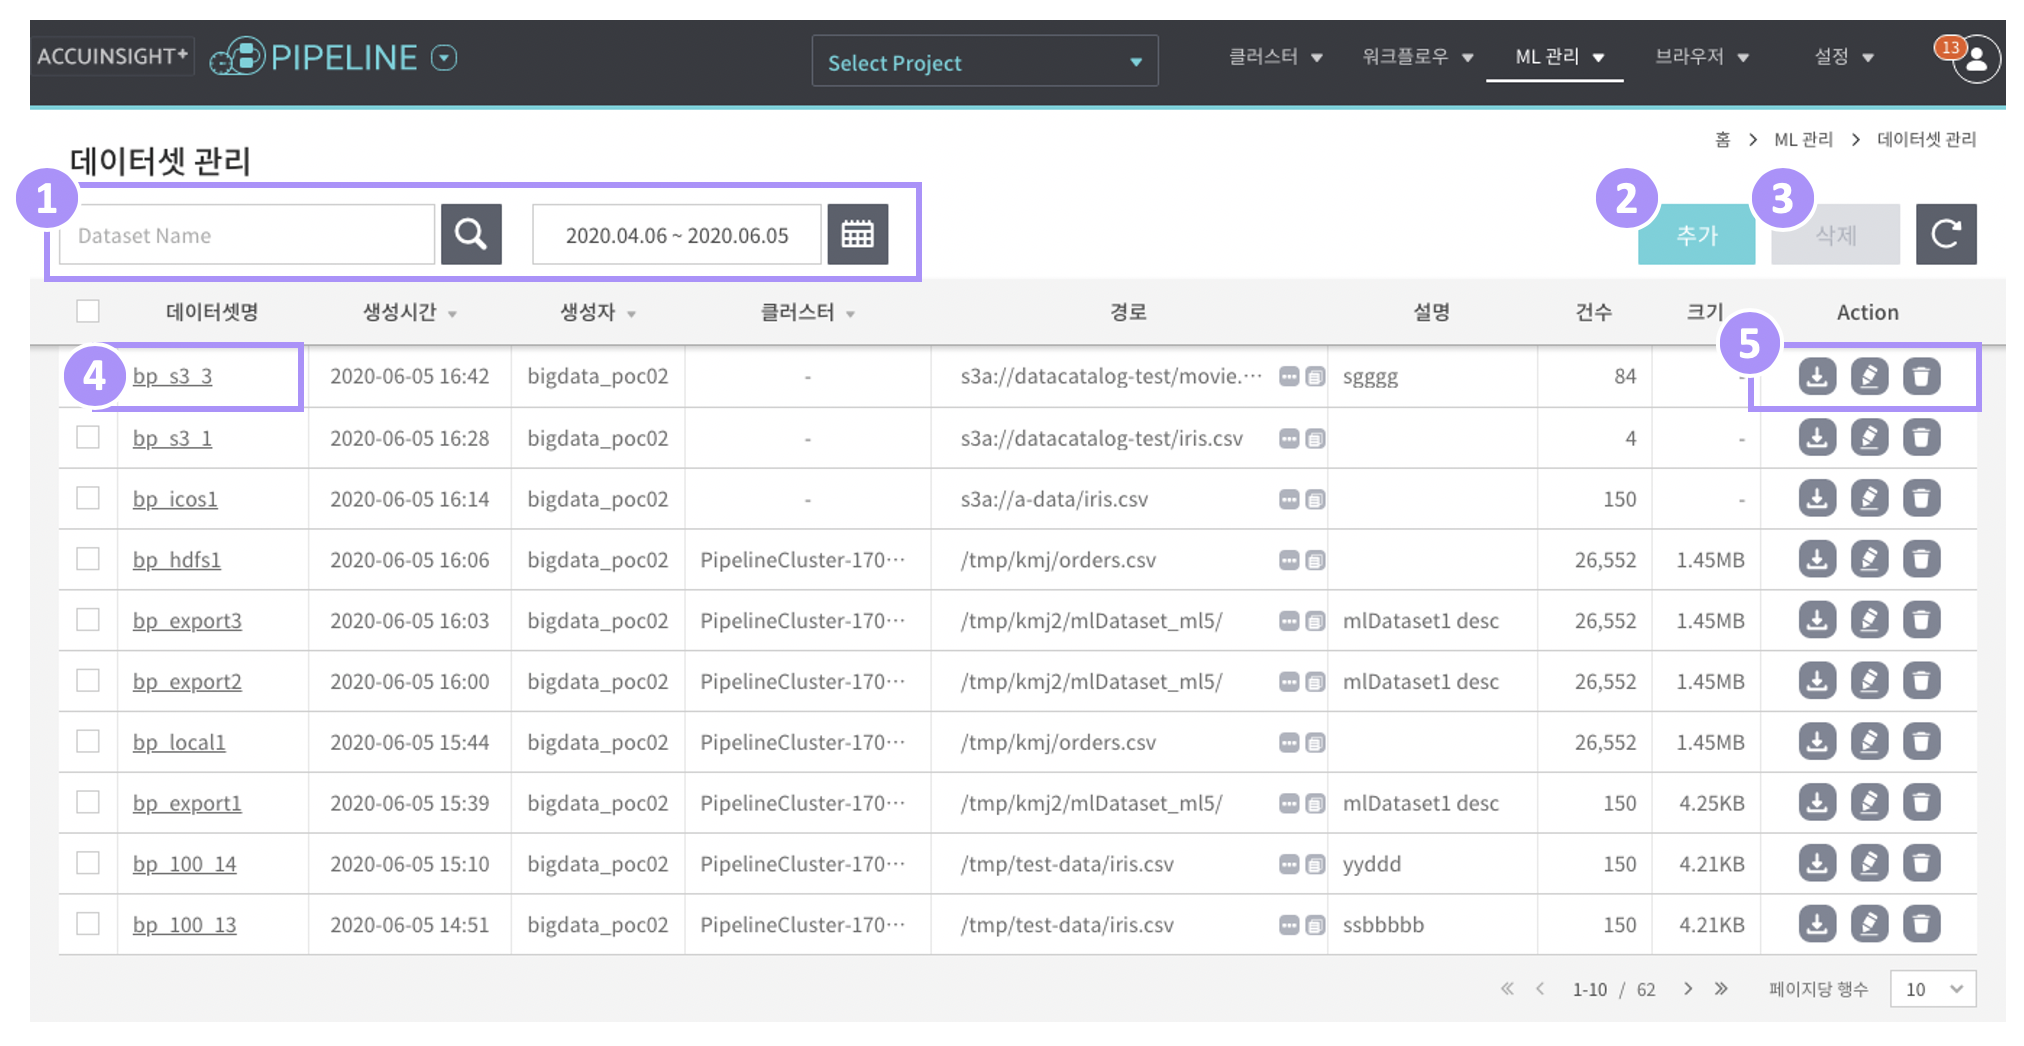 ACCUINSIGHT+ PIPELINE Select Project 클러스터 워크플로우 ML 관리 브라우저 설정 13
홈 > ML 관리 > 데이터셋 관리
데이터셋 관리
1 2 3
Dataset Name 2020.04.06 ~ 2020.06.05 추가 삭제
데이터셋명 생성시간 생성자 클러스터 경로 설명 건수 크기 Action
4 5
bp_s3_3 2020-06-05 16:42 bigdata_poc02 - s3a://datacatalog-test/movie.··· sgggg 84 -
bp_s3_1 2020-06-05 16:28 bigdata_poc02 - s3a://datacatalog-test/iris.csv 4 -
bp_icos1 2020-06-05 16:14 bigdata_poc02 - s3a://a-data/iris.csv 150 -
bp_hdfs1 2020-06-05 16:06 bigdata_poc02 PipelineCluster-170··· /tmp/kmj/orders.csv 26,552 1.45MB
bp_export3 2020-06-05 16:03 bigdata_poc02 PipelineCluster-170··· /tmp/kmj2/mlDataset_ml5/ mlDataset1 desc 26,552 1.45MB
bp_export2 2020-06-05 16:00 bigdata_poc02 PipelineCluster-170··· /tmp/kmj2/mlDataset_ml5/ mlDataset1 desc 26,552 1.45MB
bp_local1 2020-06-05 15:44 bigdata_poc02 PipelineCluster-170··· /tmp/kmj/orders.csv 26,552 1.45MB
bp_export1 2020-06-05 15:39 bigdata_poc02 PipelineCluster-170··· /tmp/kmj2/mlDataset_ml5/ mlDataset1 desc 150 4.25KB
bp_100_14 2020-06-05 15:10 bigdata_poc02 PipelineCluster-170··· /tmp/test-data/iris.csv yyddd 150 4.21KB
bp_100_13 2020-06-05 14:51 bigdata_poc02 PipelineCluster-170··· /tmp/test-data/iris.csv ssbbbbb 150 4.21KB
« < 1-10 / 62 > » 페이지당 행수 10